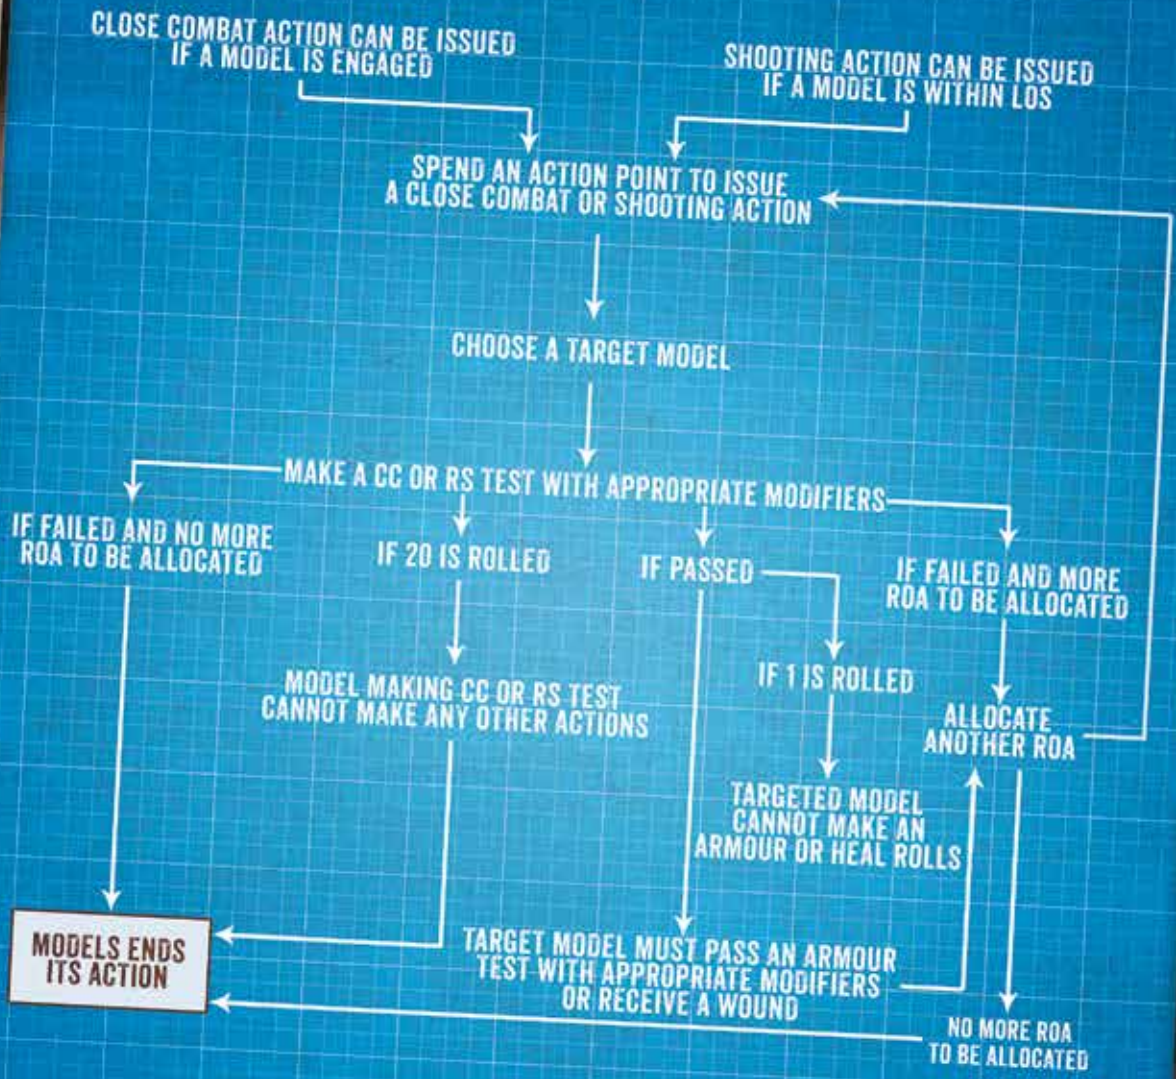 CLOSE COMBAT ACTION CAN BE ISSUED
IF A MODEL IS ENGAGED
SHOOTING ACTION CAN BE ISSUED
IF A MODEL IS WITHIN LOS
SPEND AN ACTION POINT TO ISSUE
A CLOSE COMBAT OR SHOOTING ACTION
CHOOSE A TARGET MODEL
MAKE A CC OR RS TEST WITH APPROPRIATE MODIFIERS
IF FAILED AND NO MORE
ROA TO BE ALLOCATED
IF 20 IS ROLLED
IF PASSED
IF FAILED AND MORE
ROA TO BE ALLOCATED
MODEL MAKING CC OR RS TEST
CANNOT MAKE ANY OTHER ACTIONS
IF 1 IS ROLLED
ALLOCATE
ANOTHER ROA
TARGETED MODEL
CANNOT MAKE AN
ARMOUR OR HEAL ROLLS
MODELS ENDS
ITS ACTION
TARGET MODEL MUST PASS AN ARMOUR
TEST WITH APPROPRIATE MODIFIERS
OR RECEIVE A WOUND
NO MORE ROA
TO BE ALLOCATED